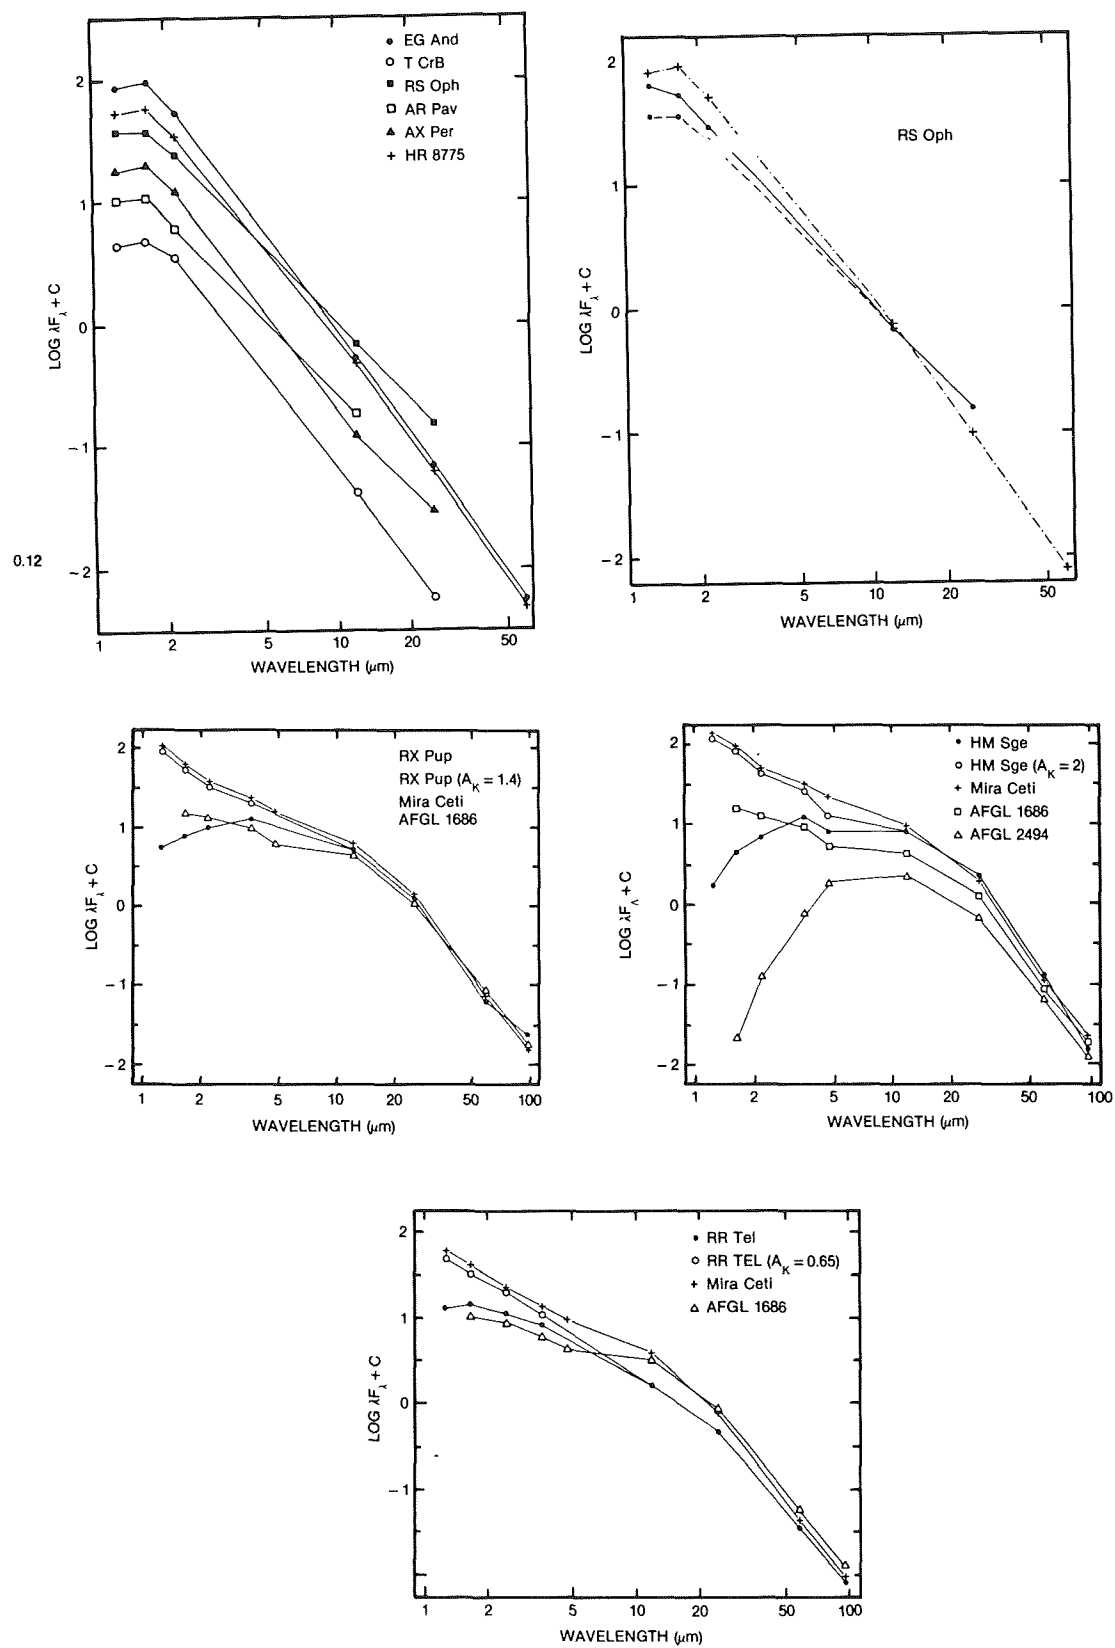 EG And
T CrB
RS Oph
AR Pav
AX Per
HR 8775
2
1
0
−1
−2
LOG λF_λ + C
0.12
1 2 5 10 20 50
WAVELENGTH (μm)
RS Oph
2
1
0
−1
−2
LOG λF_λ + C
1 2 5 10 20 50
WAVELENGTH (μm)
RX Pup
RX Pup (A_K = 1.4)
Mira Ceti
AFGL 1686
2
1
0
−1
−2
LOG λF_λ + C
1 2 5 10 20 50 100
WAVELENGTH (μm)
HM Sge
HM Sge (A_K = 2)
Mira Ceti
AFGL 1686
AFGL 2494
2
1
0
−1
−2
LOG λF_Λ + C
1 2 5 10 20 50 100
WAVELENGTH (μm)
RR Tel
RR TEL (A_K = 0.65)
Mira Ceti
AFGL 1686
2
1
0
−1
LOG λF_λ + C
1 2 5 10 20 50 100
WAVELENGTH (μm)